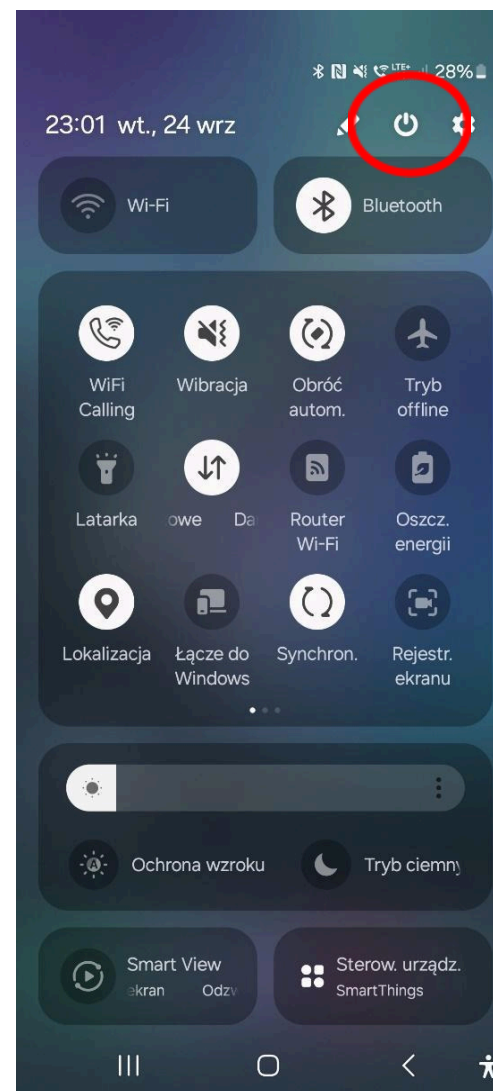 LTE+ 28%
23:01 wt., 24 wrz
Wi-Fi Bluetooth
WiFi Wibracja Obróć Tryb
Calling autom. offline
Latarka owe Da Router Oszcz.
Wi-Fi energii
Lokalizacja Łącze do Synchron. Rejestr.
Windows ekranu
Ochrona wzroku Tryb ciemny
Smart View Sterow. urządz.
ekran Odzw SmartThings